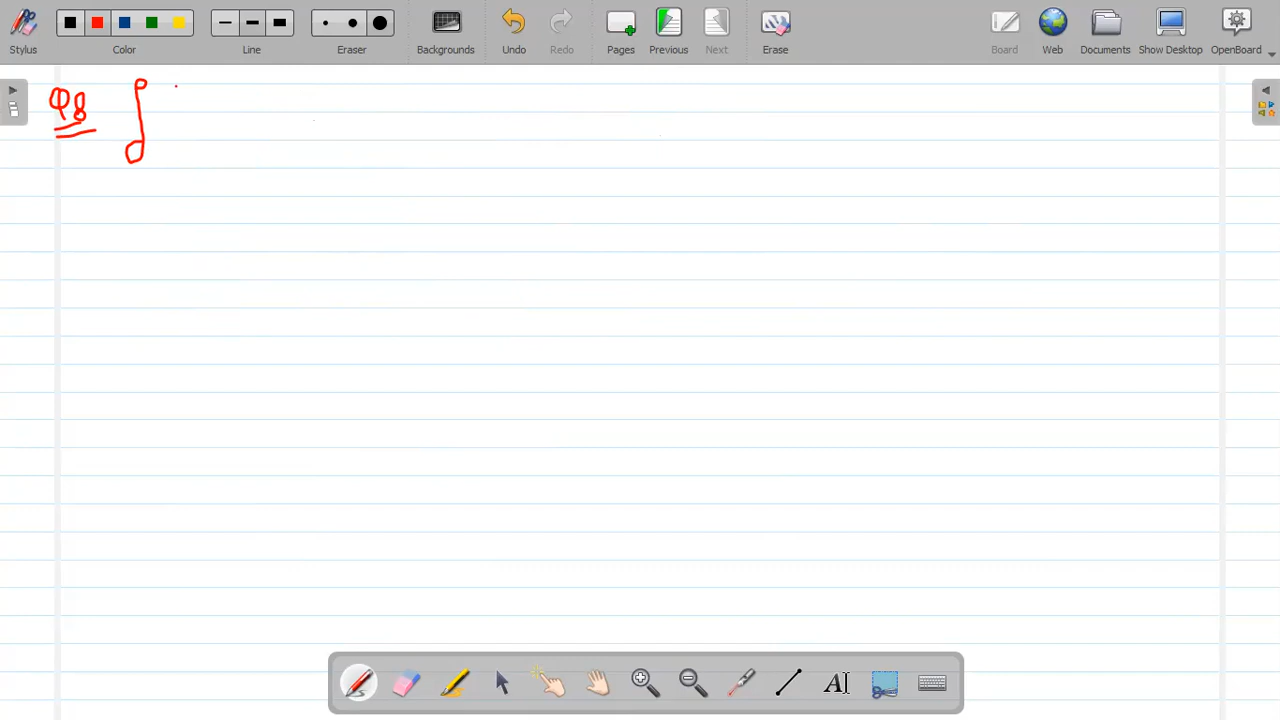 Stylus Color Line Eraser Backgrounds Undo Redo Pages Previous Next Erase Board Web Documents Show Desktop OpenBoard
Q8 ∫
A